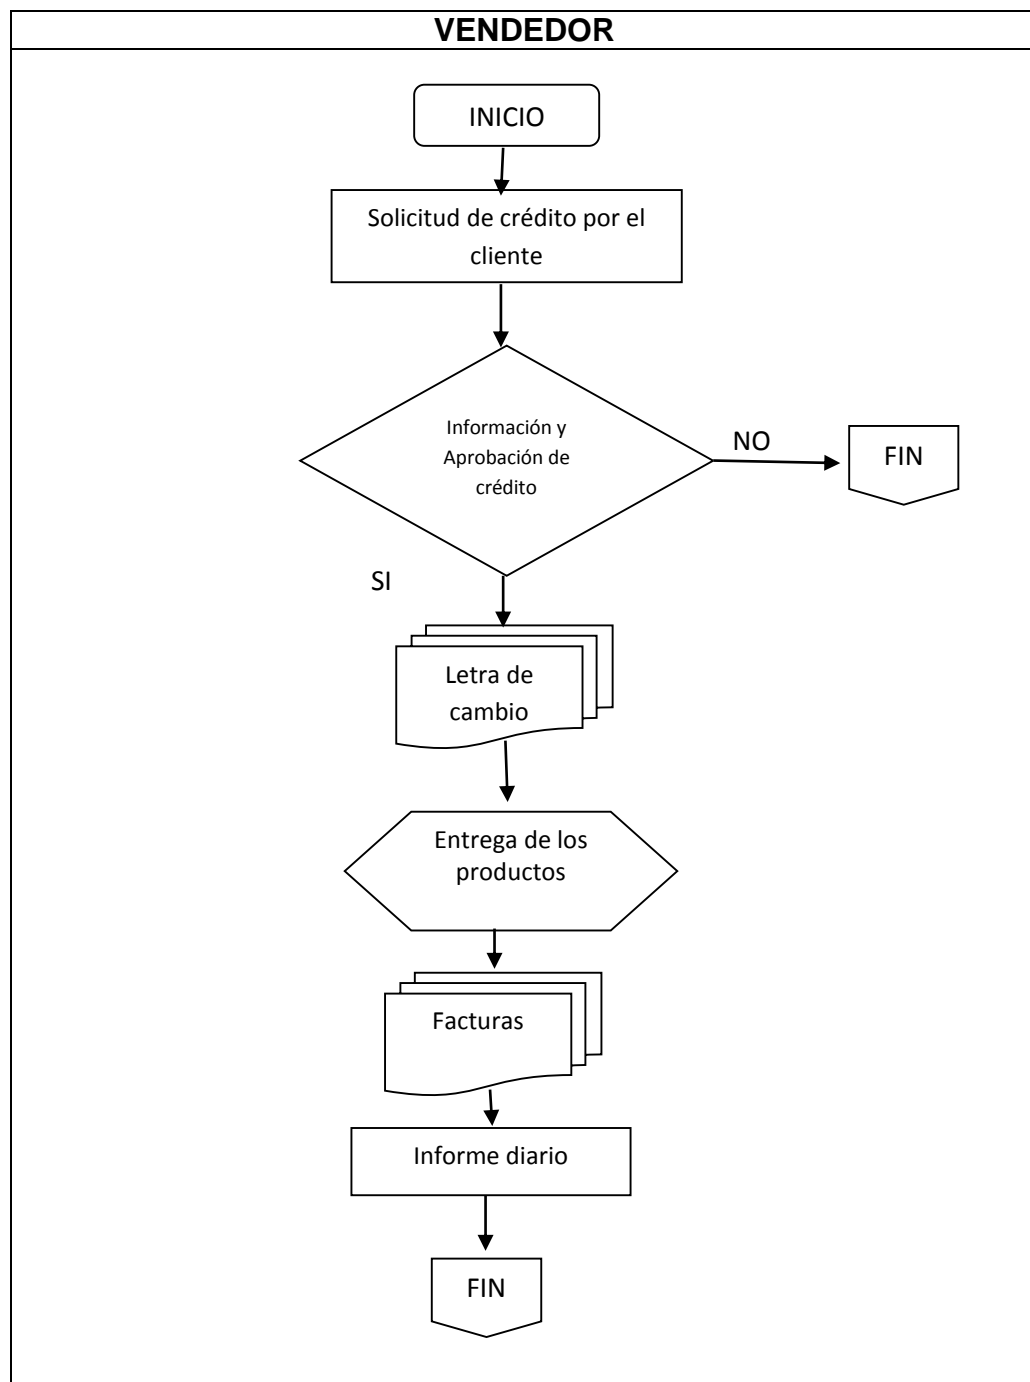 VENDEDOR
INICIO
Solicitud de crédito por el
cliente
Información y
Aprobación de
crédito
NO
FIN
SI
Letra de
cambio
Entrega de los
productos
Facturas
Informe diario
FIN